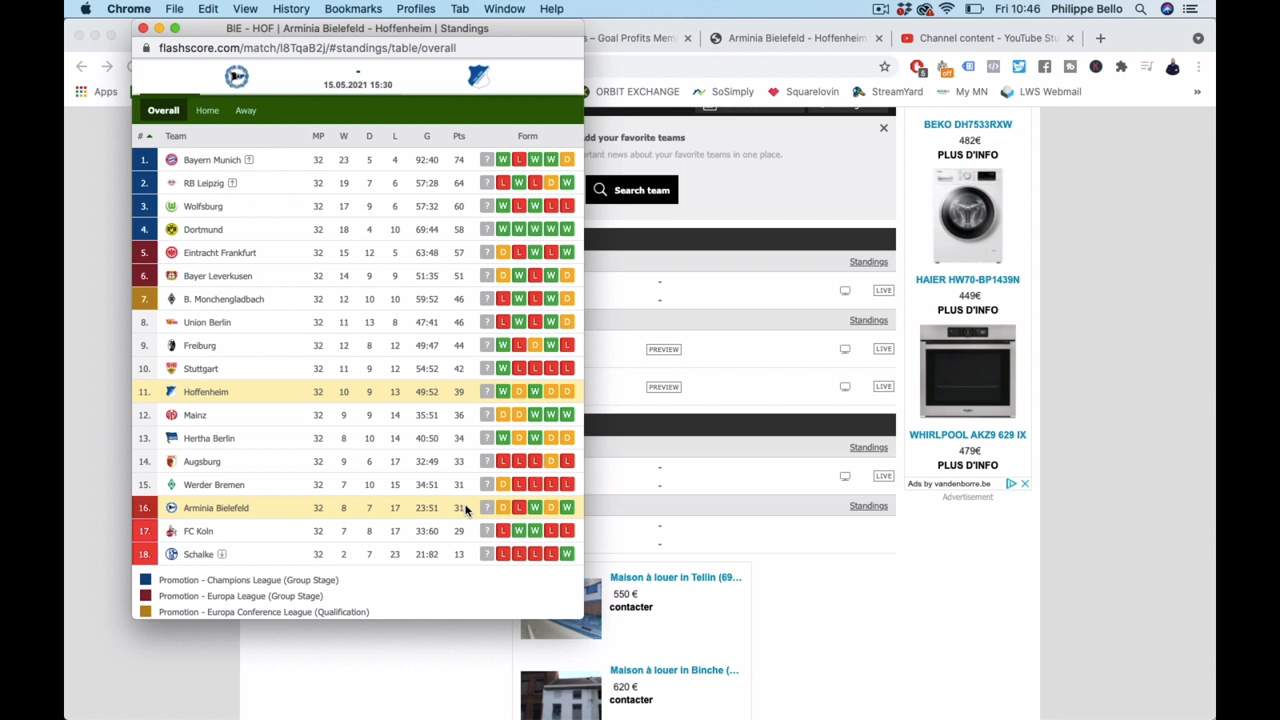 Chrome File Edit View History Bookmarks Profiles Tab Window Help Fri 10:46 Philippe Bello
BIE - HOF | Arminia Bielefeld - Hoffenheim | Standings
flashscore.com/match/I8TqaB2j/#standings/table/overall
s – Goal Profits Mem
Arminia Bielefeld - Hoffenheim
Channel content - YouTube Stu
Apps
ORBIT EXCHANGE SoSimply Squarelovin StreamYard My MN LWS Webmail »
-
15.05.2021 15:30
Overall Home Away
# Team MP W D L G Pts Form
1. Bayern Munich 32 23 5 4 92:40 74 ? W L W W D
2. RB Leipzig 32 19 7 6 57:28 64 ? L W L D W
3. Wolfsburg 32 17 9 6 57:32 60 ? W L W L L
4. Dortmund 32 18 4 10 69:44 58 ? W W W W W
5. Eintracht Frankfurt 32 15 12 5 63:48 57 ? D L W L W
6. Bayer Leverkusen 32 14 9 9 51:35 51 ? D W L W D
7. B. Monchengladbach 32 12 10 10 59:52 46 ? L W L W D
8. Union Berlin 32 11 13 8 47:41 46 ? L W L W D
9. Freiburg 32 12 8 12 49:47 44 ? W L D W L
10. Stuttgart 32 11 9 12 54:52 42 ? W L L L L
11. Hoffenheim 32 10 9 13 49:52 39 ? W D W D D
12. Mainz 32 9 9 14 35:51 36 ? D D W W W
13. Hertha Berlin 32 8 10 14 40:50 34 ? W D W D D
14. Augsburg 32 9 6 17 32:49 33 ? L L L D L
15. Werder Bremen 32 7 10 15 34:51 31 ? D L L L L
16. Arminia Bielefeld 32 8 7 17 23:51 31 ? D L W D W
17. FC Koln 32 7 8 17 33:60 29 ? L W W L L
18. Schalke 32 2 7 23 21:82 13 ? L L L L W
Promotion - Champions League (Group Stage)
Promotion - Europa League (Group Stage)
Promotion - Europa Conference League (Qualification)
dd your favorite teams
rtant news about your favorite teams in one place.
Search team
Standings
-
-
LIVE
Standings
PREVIEW LIVE
PREVIEW LIVE
Standings
-
-
LIVE
Standings
-
-
Maison à louer in Tellin (69...
550 €
contacter
Maison à louer in Binche (...
620 €
contacter
BEKO DH7533RXW
482€
PLUS D'INFO
HAIER HW70-BP1439N
449€
PLUS D'INFO
WHIRLPOOL AKZ9 629 IX
479€
PLUS D'INFO
Ads by vandenborre.be
Advertisement